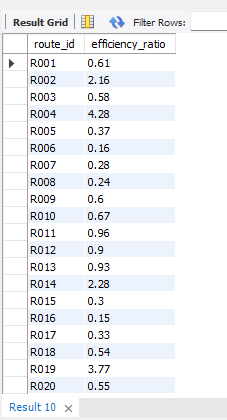 Result Grid Filter Rows:
route_id efficiency_ratio
R001 0.61
R002 2.16
R003 0.58
R004 4.28
R005 0.37
R006 0.16
R007 0.28
R008 0.24
R009 0.6
R010 0.67
R011 0.96
R012 0.9
R013 0.93
R014 2.28
R015 0.3
R016 0.15
R017 0.33
R018 0.54
R019 3.77
R020 0.55
Result 10